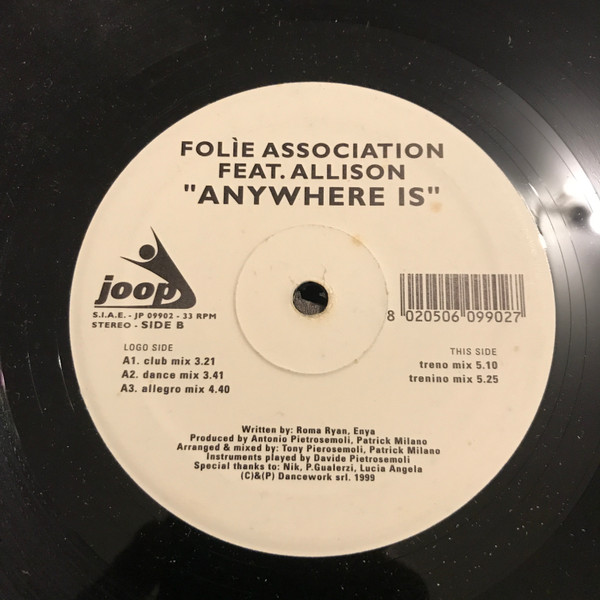 FOLÌE ASSOCIATION
FEAT. ALLISON
"ANYWHERE IS"
joop
S.I.A.E. - JP 09902 - 33 RPM
STEREO - SIDE B
8 020506 099027
LOGO SIDE
A1. club mix 3.21
A2. dance mix 3.41
A3. allegro mix 4.40
THIS SIDE
treno mix 5.10
trenino mix 5.25
Written by: Roma Ryan, Enya
Produced by Antonio Pietrosemoli, Patrick Milano
Arranged & mixed by: Tony Pierosemoli, Patrick Milano
Instruments played by Davide Pietrosemoli
Special thanks to: Nik, P.Gualerzi, Lucia Angela
(C)&(P) Dancework srl. 1999